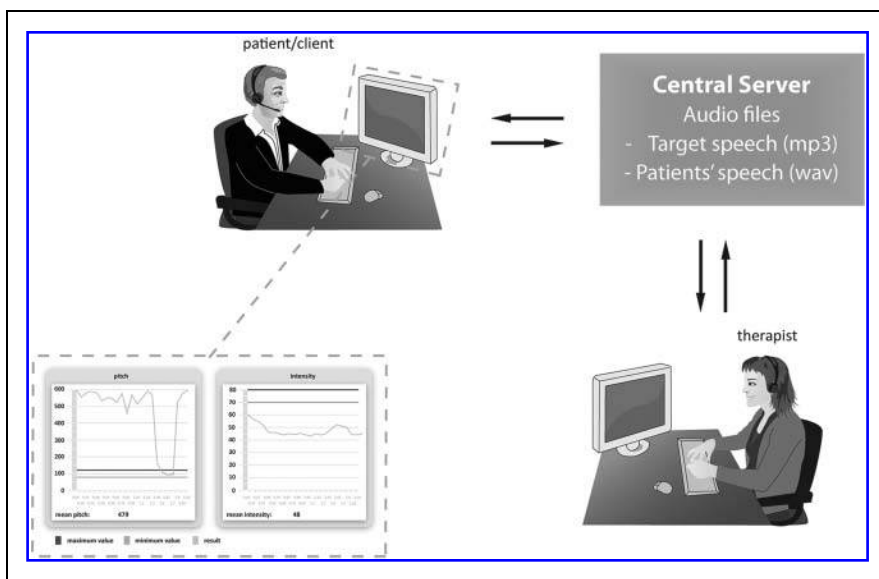 patient/client
Central Server
Audio files
- Target speech (mp3)
- Patients' speech (wav)
therapist
pitch
600
500
400
300
200
100
0
mean pitch: 479
intensity
80
70
60
50
40
30
20
10
0
mean intensity: 48
maximum value minimum value result